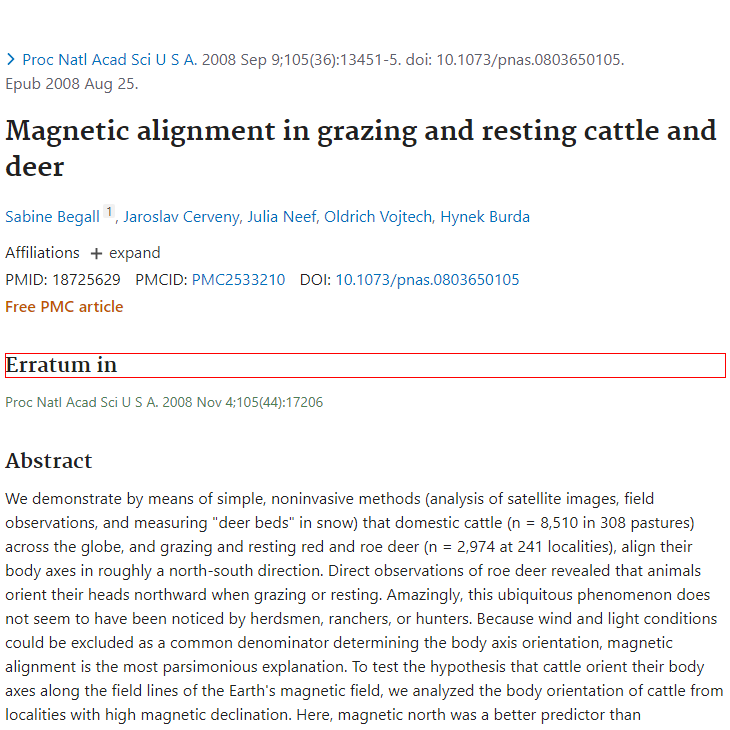 Proc Natl Acad Sci U S A. 2008 Sep 9;105(36):13451-5. doi: 10.1073/pnas.0803650105.
Epub 2008 Aug 25.
Magnetic alignment in grazing and resting cattle and
deer
Sabine Begall 1, Jaroslav Cerveny, Julia Neef, Oldrich Vojtech, Hynek Burda
Affiliations + expand
PMID: 18725629 PMCID: PMC2533210 DOI: 10.1073/pnas.0803650105
Free PMC article
Erratum in
Proc Natl Acad Sci U S A. 2008 Nov 4;105(44):17206
Abstract
We demonstrate by means of simple, noninvasive methods (analysis of satellite images, field
observations, and measuring "deer beds" in snow) that domestic cattle (n = 8,510 in 308 pastures)
across the globe, and grazing and resting red and roe deer (n = 2,974 at 241 localities), align their
body axes in roughly a north-south direction. Direct observations of roe deer revealed that animals
orient their heads northward when grazing or resting. Amazingly, this ubiquitous phenomenon does
not seem to have been noticed by herdsmen, ranchers, or hunters. Because wind and light conditions
could be excluded as a common denominator determining the body axis orientation, magnetic
alignment is the most parsimonious explanation. To test the hypothesis that cattle orient their body
axes along the field lines of the Earth's magnetic field, we analyzed the body orientation of cattle from
localities with high magnetic declination. Here, magnetic north was a better predictor than